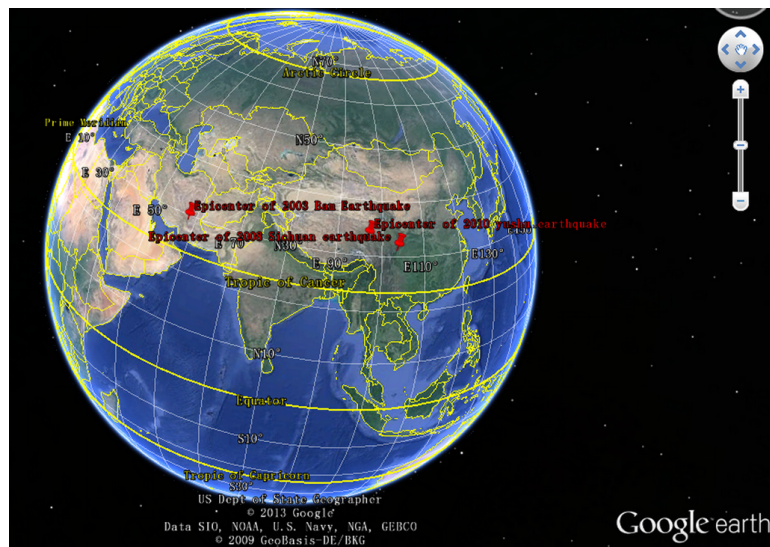 N70°
Arctic Circle
Prime Meridian
E 10°
N50°
E 30°
E 50°
Epicenter of 2003 Bam Earthquake
Epicenter of 2010 yushu earthquake
Epicenter of 2008 Sichuan earthquake
E 70°
N30°
E 90°
E110°
E130°
Tropic of Cancer
N10°
Equator
S10°
Tropic of Capricorn
S30°
US Dept of State Geographer
© 2013 Google
Data SIO, NOAA, U.S. Navy, NGA, GEBCO
© 2009 GeoBasis-DE/BKG
Google earth